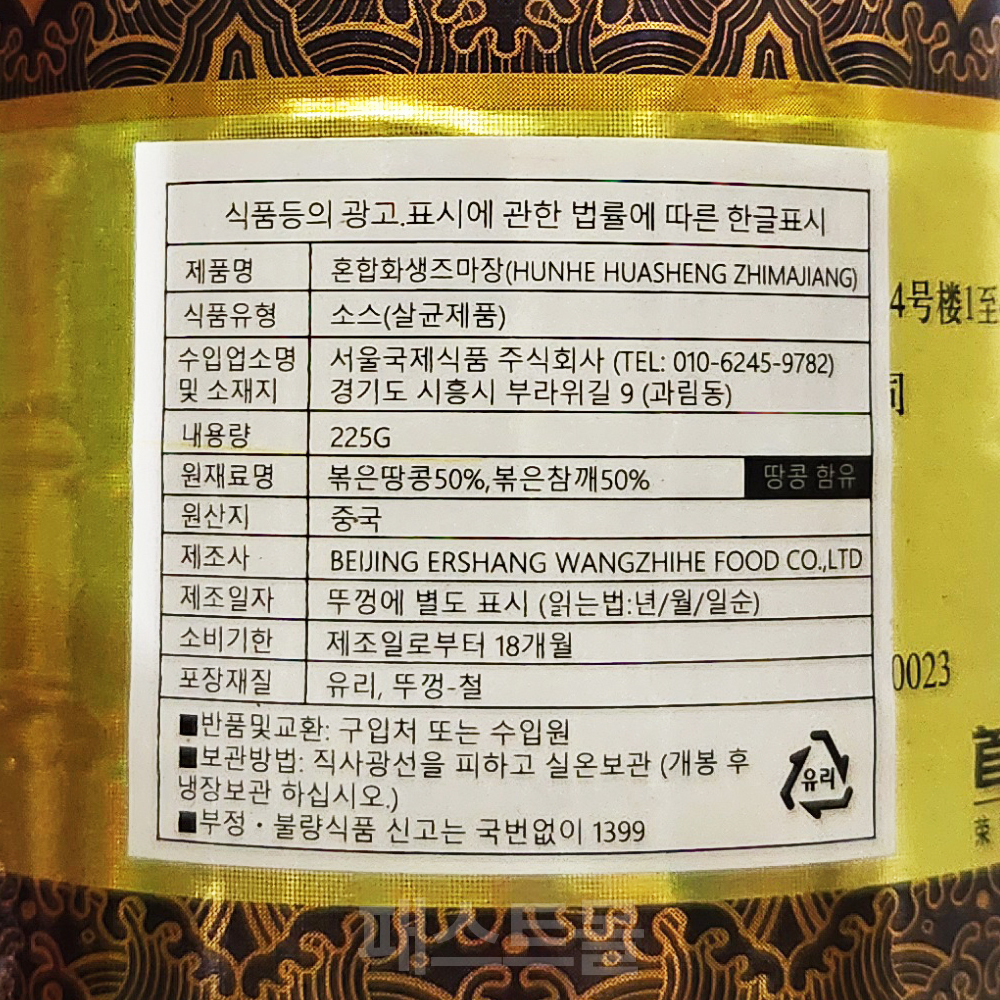 식품등의 광고.표시에 관한 법률에 따른 한글표시
제품명 혼합화생즈마장(HUNHE HUASHENG ZHIMAJIANG)
식품유형 소스(살균제품)
수입업소명 서울국제식품 주식회사 (TEL: 010-6245-9782)
및 소재지 경기도 시흥시 부라위길 9 (과림동)
내용량 225G
원재료명 볶은땅콩50%,볶은참깨50% 땅콩 함유
원산지 중국
제조사 BEIJING ERSHANG WANGZHIHE FOOD CO.,LTD
제조일자 뚜껑에 별도 표시 (읽는법:년/월/일순)
소비기한 제조일로부터 18개월
포장재질 유리, 뚜껑-철
■반품및교환: 구입처 또는 수입원
■보관방법: 직사광선을 피하고 실온보관 (개봉 후
냉장보관 하십시오.)
■부정・불량식품 신고는 국번없이 1399
유리
4号楼1至
司
0023
페스트몰